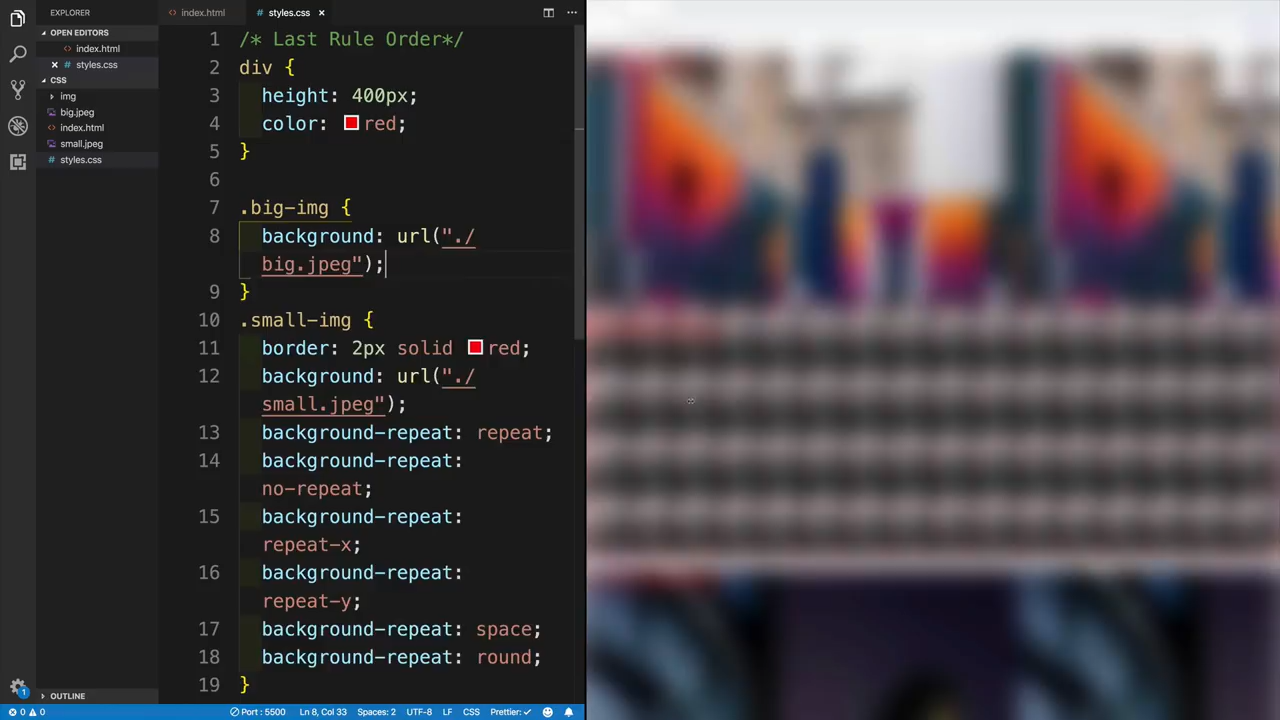 EXPLORER
OPEN EDITORS
index.html
styles.css
CSS
img
big.jpeg
index.html
small.jpeg
styles.css
OUTLINE
1
index.html
styles.css
1 /* Last Rule Order*/
2 div {
3 height: 400px;
4 color: red;
5 }
6
7 .big-img {
8 background: url("./
big.jpeg");
9 }
10 .small-img {
11 border: 2px solid red;
12 background: url("./
small.jpeg");
13 background-repeat: repeat;
14 background-repeat:
no-repeat;
15 background-repeat:
repeat-x;
16 background-repeat:
repeat-y;
17 background-repeat: space;
18 background-repeat: round;
19 }
0 0 Port : 5500 Ln 8, Col 33 Spaces: 2 UTF-8 LF CSS Prettier: ✓